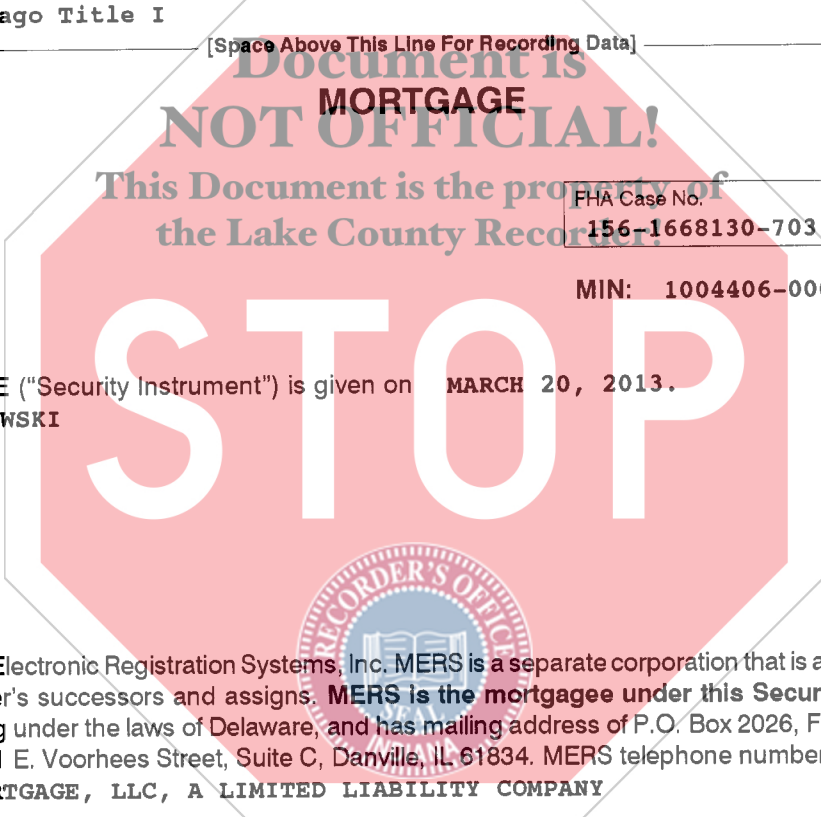 ago Title I
[Space Above This Line For Recording Data]
Document is
MORTGAGE
NOT OFFICIAL!
This Document is the property of
FHA Case No.
the Lake County Recorder!
156-1668130-703
MIN: 1004406-00
STOP
E (“Security Instrument”) is given on MARCH 20, 2013.
WSKI
RECORDER'S OFFICE
SEAL
INDIANA
Electronic Registration Systems, Inc. MERS is a separate corporation that is a
er's successors and assigns. MERS is the mortgagee under this Secur
g under the laws of Delaware, and has mailing address of P.O. Box 2026, F
E. Voorhees Street, Suite C, Danville, IL 61834. MERS telephone number
RTGAGE, LLC, A LIMITED LIABILITY COMPANY